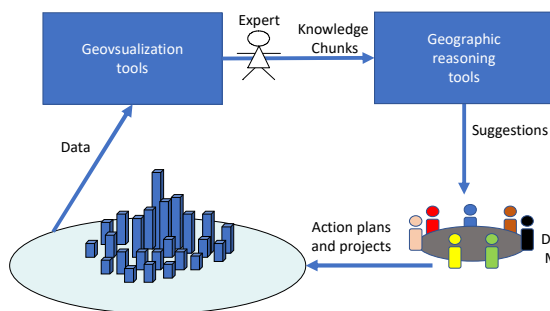 Expert
Geovsualization
tools
Knowledge
Chunks
Geographic
reasoning
tools
Data
Suggestions
Action plans
and projects
D
M